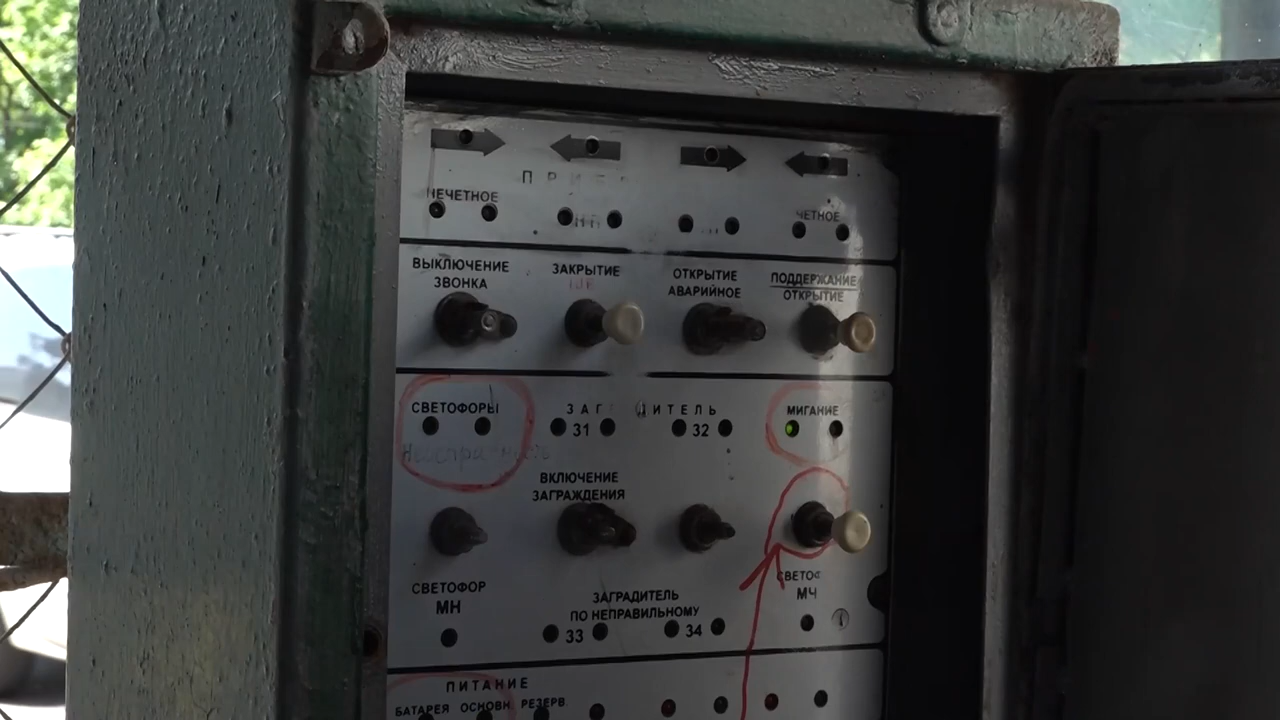 НЕЧЕТНОЕ
ЧЕТНОЕ
ВЫКЛЮЧЕНИЕ
ЗВОНКА
ЗАКРЫТИЕ
ОТКРЫТИЕ
АВАРИЙНОЕ
ПОДДЕРЖАНИЕ
ОТКРЫТИЕ
СВЕТОФОРЫ
31
32
МИГАНИЕ
ВКЛЮЧЕНИЕ
ЗАГРАЖДЕНИЯ
СВЕТОФОР
МН
ЗАГРАДИТЕЛЬ
ПО НЕПРАВИЛЬНОМУ
33
34
МЧ
ПИТАНИЕ
БАТАРЕЯ ОСНОВН РЕЗЕРВ